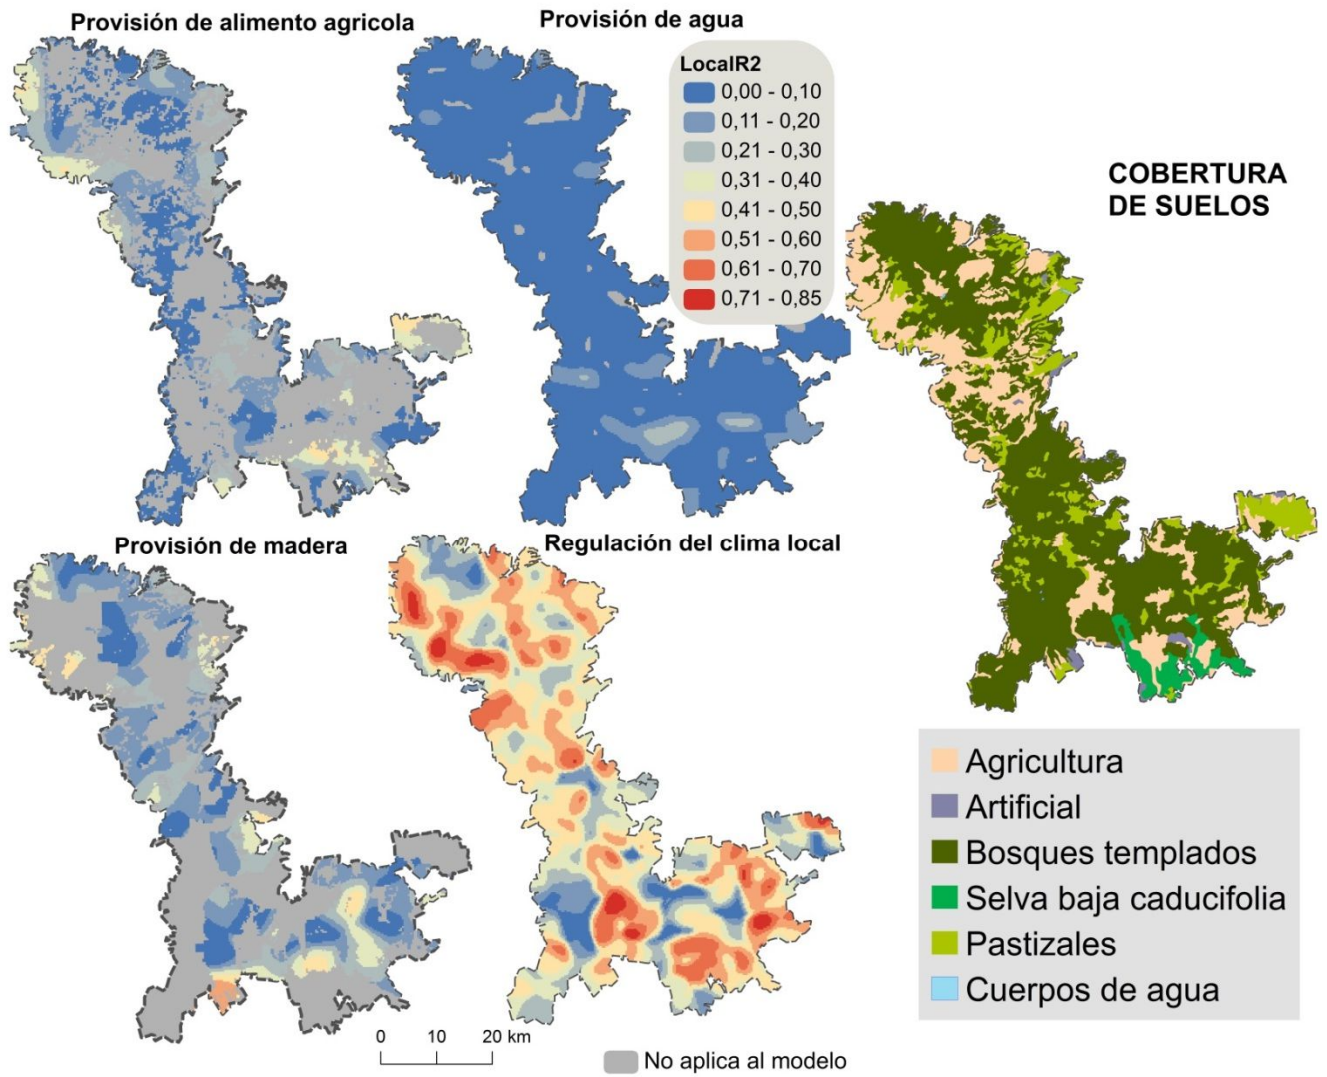 Provisión de alimento agricola
Provisión de agua
LocalR2
0,00 - 0,10
0,11 - 0,20
0,21 - 0,30
0,31 - 0,40
0,41 - 0,50
0,51 - 0,60
0,61 - 0,70
0,71 - 0,85
COBERTURA
DE SUELOS
Provisión de madera
Regulación del clima local
Agricultura
Artificial
Bosques templados
Selva baja caducifolia
Pastizales
Cuerpos de agua
0 10 20 km
No aplica al modelo